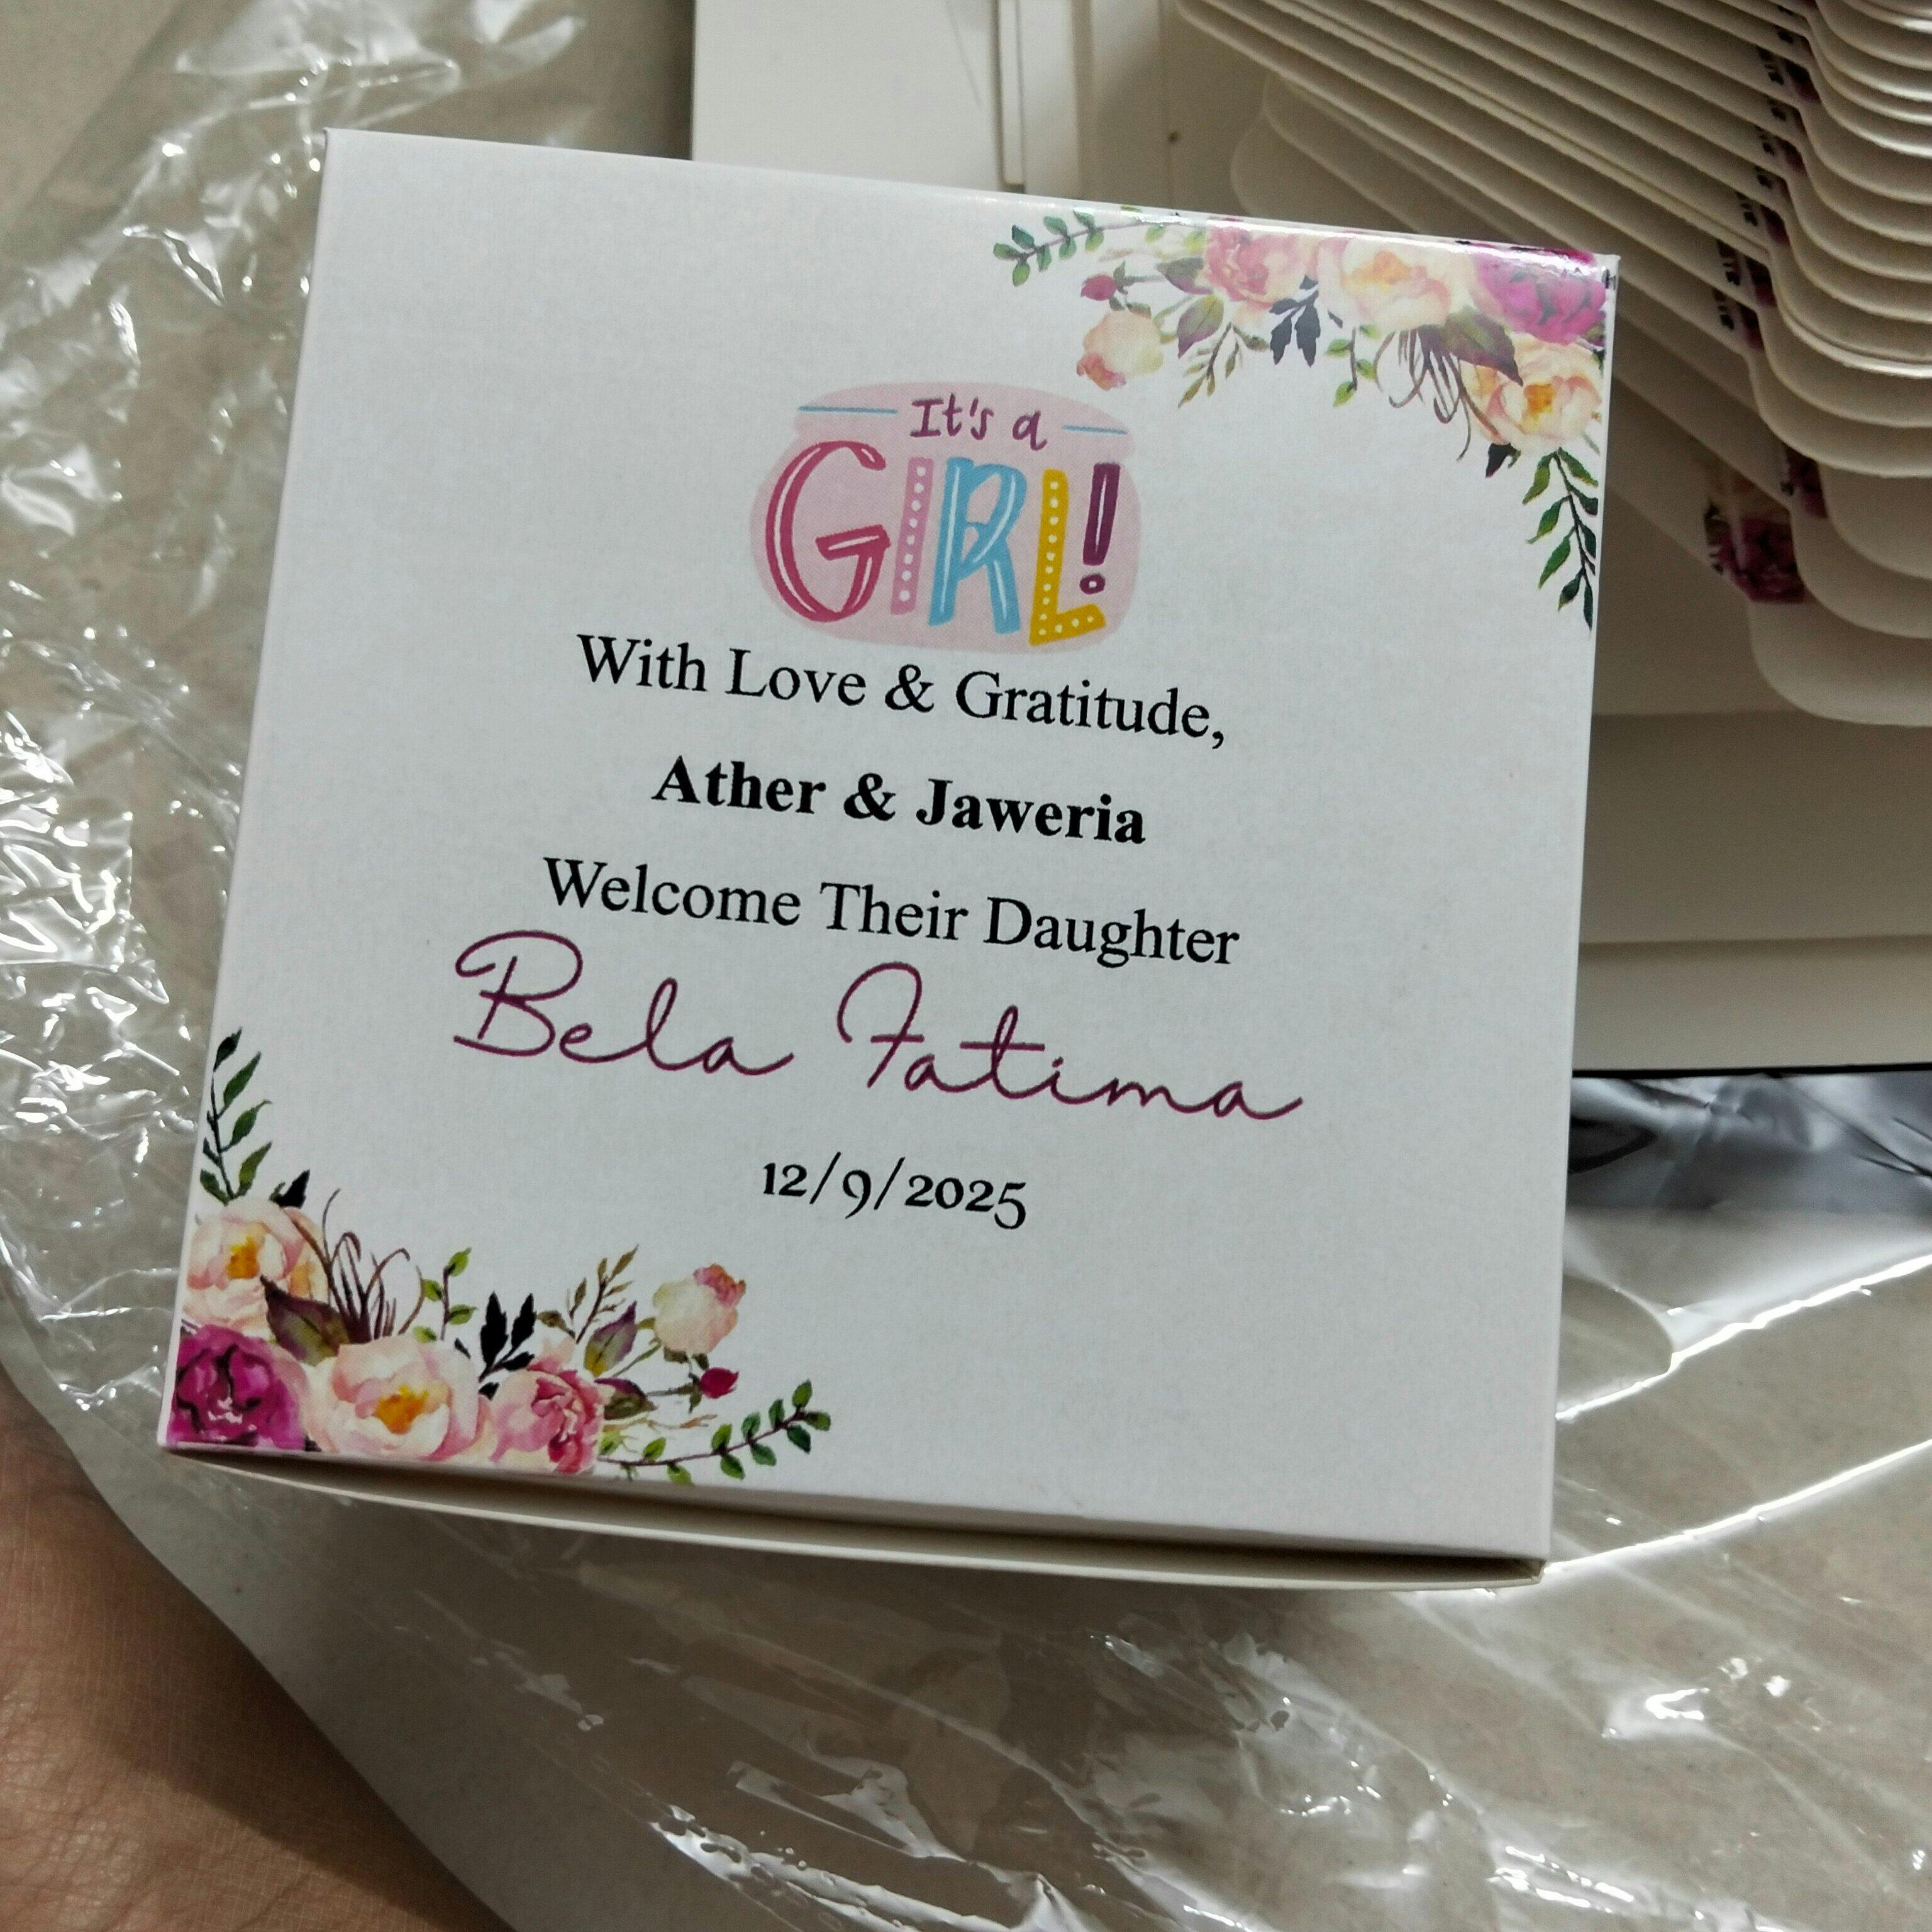 It's a
GIRL!
With Love & Gratitude,
Ather & Jaweria
Welcome Their Daughter
Bela Fatima
12/9/2025